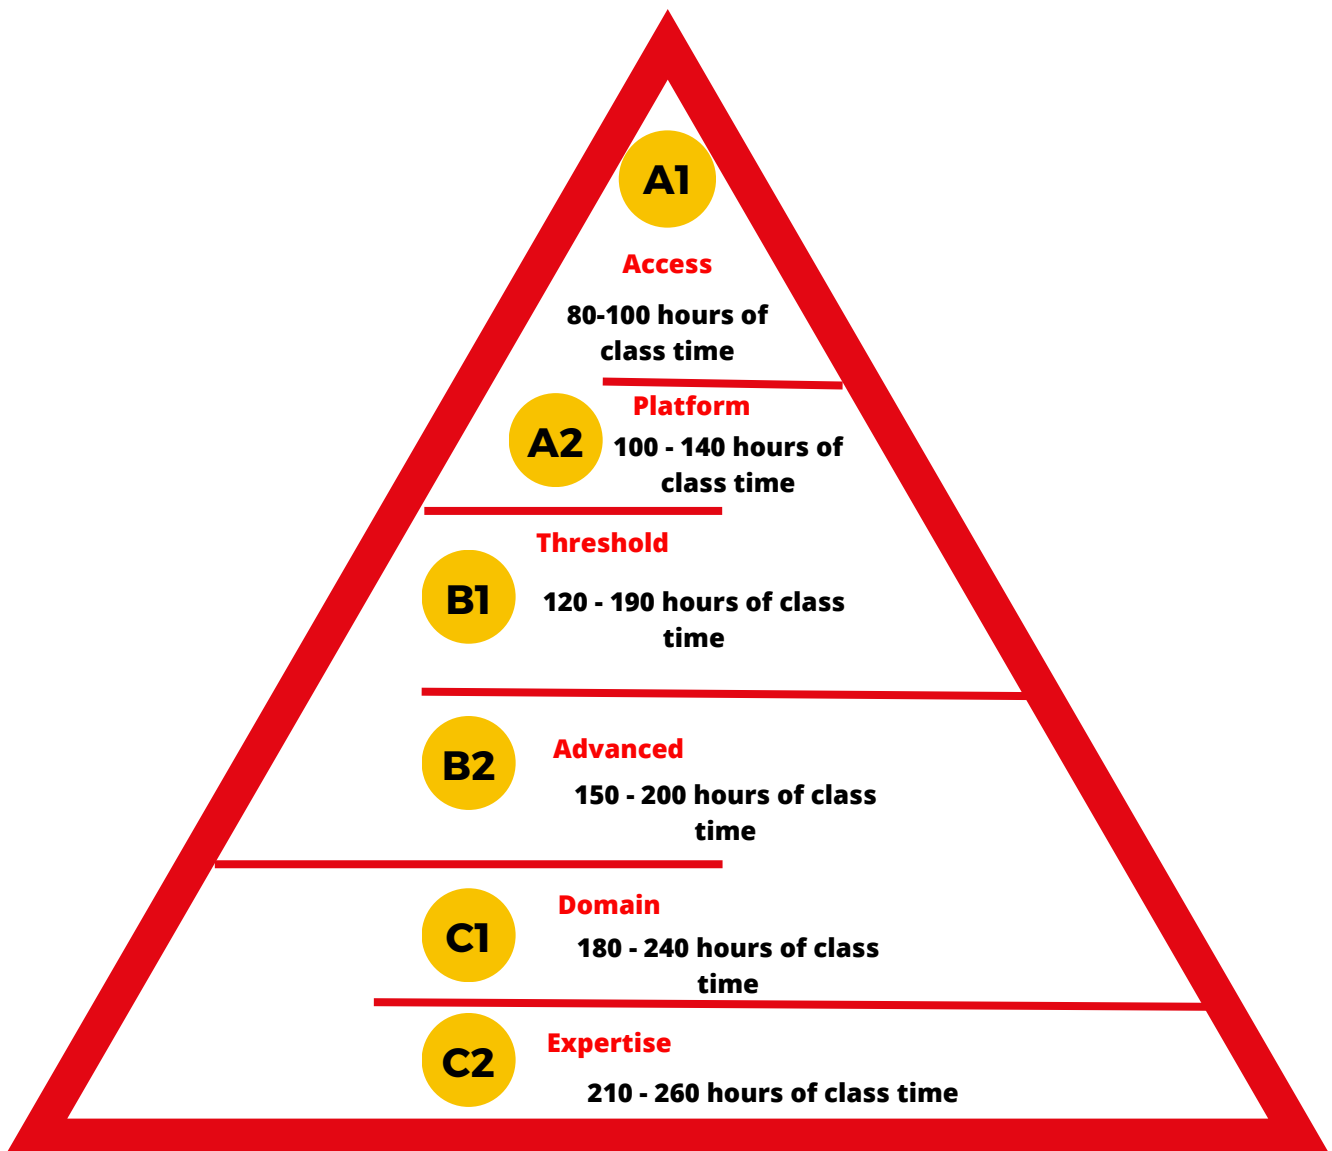 A1
Access
80-100 hours of
class time
Platform
A2
100 - 140 hours of
class time
Threshold
B1
120 - 190 hours of class
time
B2
Advanced
150 - 200 hours of class
time
Domain
C1
180 - 240 hours of class
time
Expertise
C2
210 - 260 hours of class time